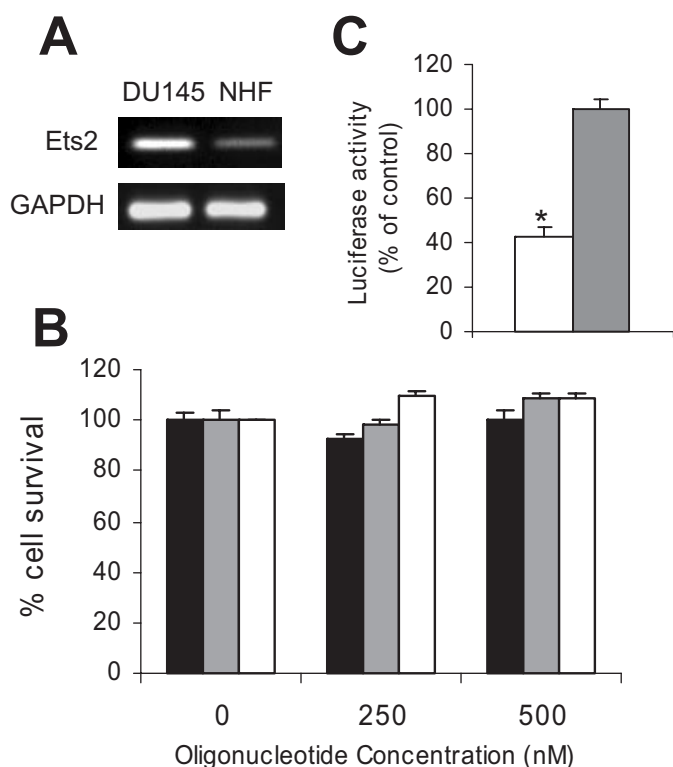 A
DU145 NHF
Ets2
GAPDH
C
Luciferase activity
(% of control)
120
100
80
60
40
20
0
*
B
% cell survival
120
100
80
60
40
20
0
0 250 500
Oligonucleotide Concentration (nM)